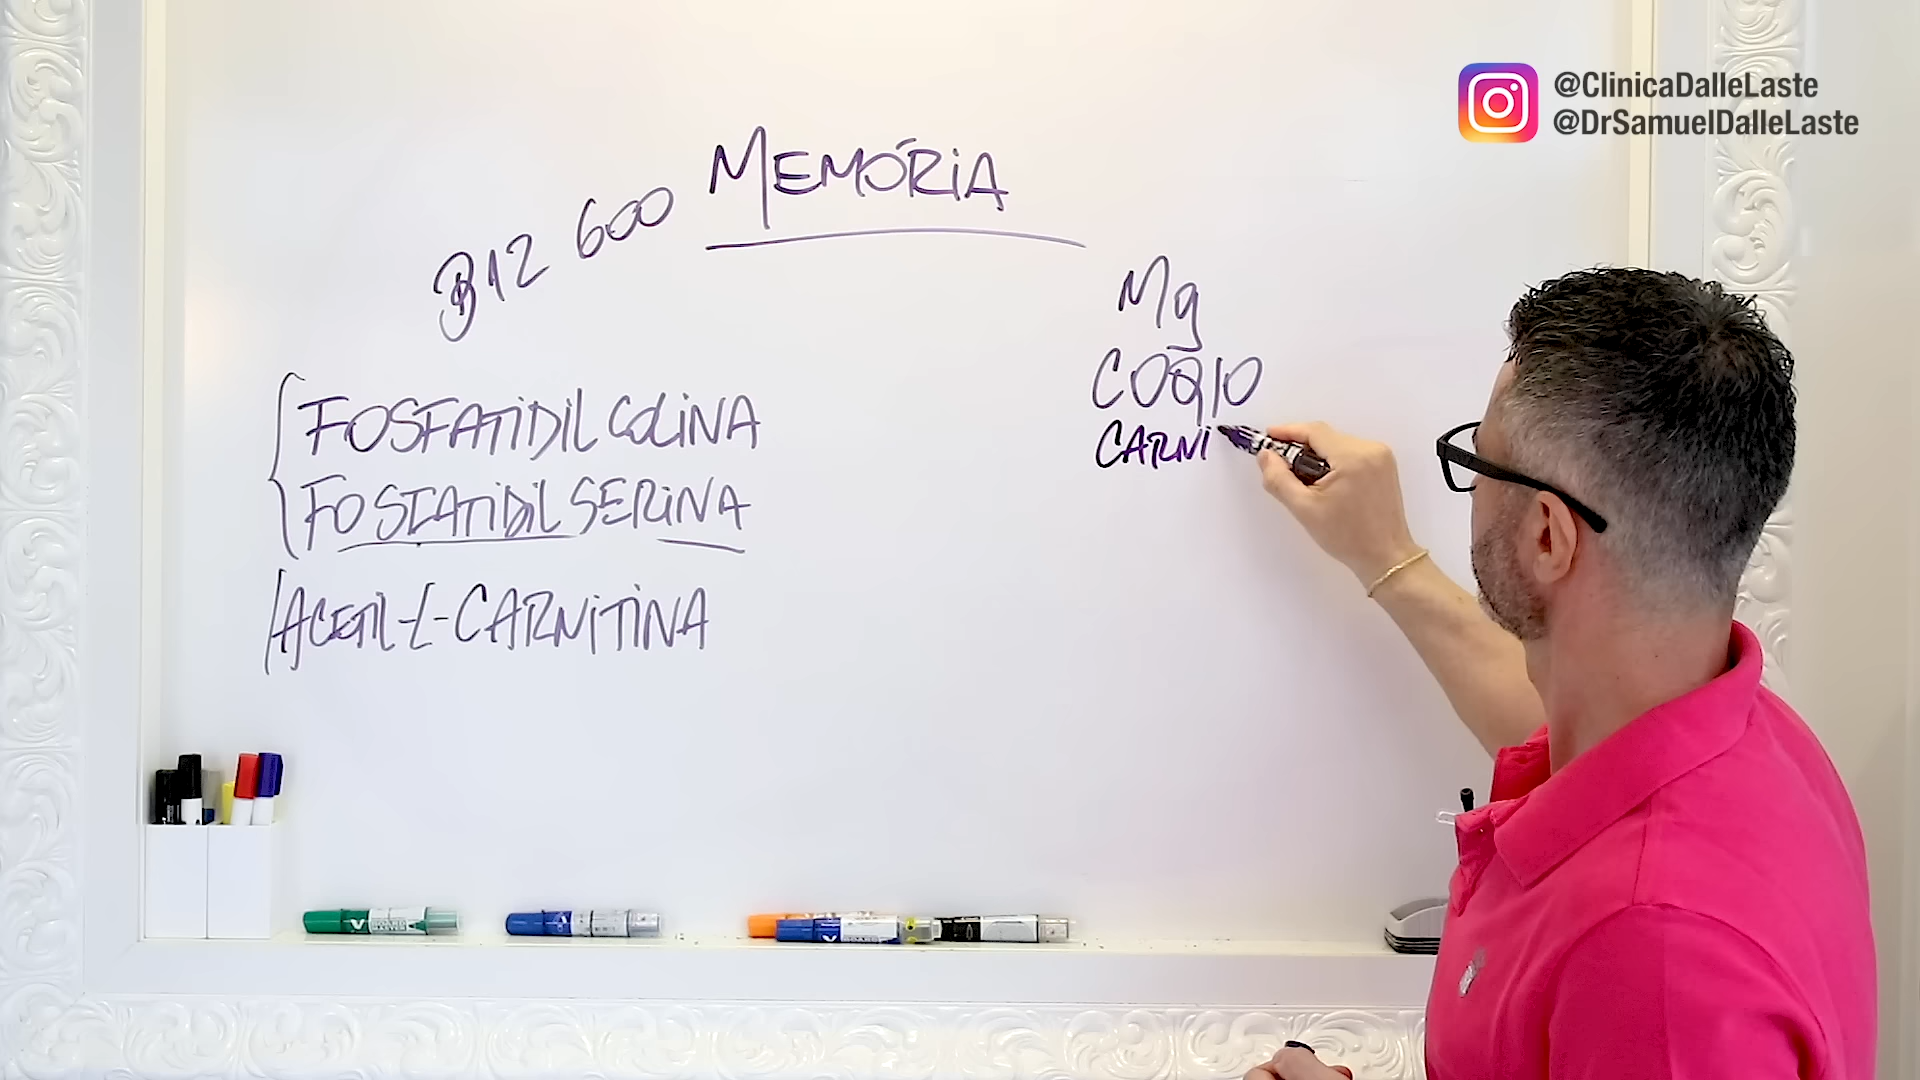 @ClinicaDalleLaste
@DrSamuelDalleLaste
MEMÓRIA
B12 600
Mg
COQ10
CARNI
FOSFATIDIL COLINA
FOSFATIDIL SERINA
ACETIL-L-CARNITINA